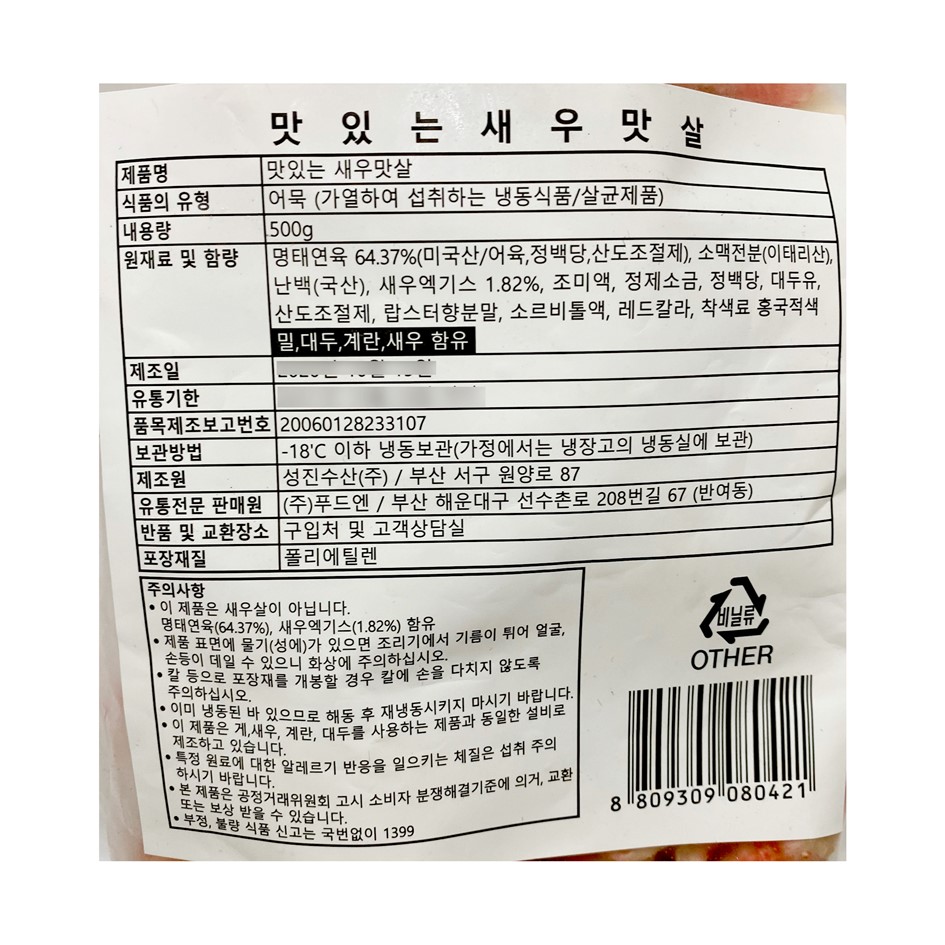 맛있는새우맛살
제품명 맛있는 새우맛살
식품의 유형 어묵 (가열하여 섭취하는 냉동식품/살균제품)
내용량 500g
원재료 및 함량 명태연육 64.37%(미국산/어육,정백당,산도조절제), 소맥전분(이태리산),
난백(국산), 새우엑기스 1.82%, 조미액, 정제소금, 정백당, 대두유,
산도조절제, 랍스터향분말, 소르비톨액, 레드칼라, 착색료 홍국적색
밀,대두,계란,새우 함유
제조일
유통기한
품목제조보고번호 20060128233107
보관방법 -18'C 이하 냉동보관(가정에서는 냉장고의 냉동실에 보관)
제조원 성진수산(주) / 부산 서구 원양로 87
유통전문 판매원 (주)푸드엔 / 부산 해운대구 선수촌로 208번길 67 (반여동)
반품 및 교환장소 구입처 및 고객상담실
포장재질 폴리에틸렌
주의사항
• 이 제품은 새우살이 아닙니다.
명태연육(64.37%), 새우엑기스(1.82%) 함유
• 제품 표면에 물기(성에)가 있으면 조리기에서 기름이 튀어 얼굴,
손등이 데일 수 있으니 화상에 주의하십시오.
• 칼 등으로 포장재를 개봉할 경우 칼에 손을 다치지 않도록
주의하십시오.
• 이미 냉동된 바 있으므로 해동 후 재냉동시키지 마시기 바랍니다.
• 이 제품은 게,새우, 계란, 대두를 사용하는 제품과 동일한 설비로
제조하고 있습니다.
• 특정 원료에 대한 알레르기 반응을 일으키는 체질은 섭취 주의
하시기 바랍니다.
• 본 제품은 공정거래위원회 고시 소비자 분쟁해결기준에 의거, 교환
또는 보상 받을 수 있습니다.
• 부정, 불량 식품 신고는 국번없이 1399
비닐류
OTHER
8 809309 080421